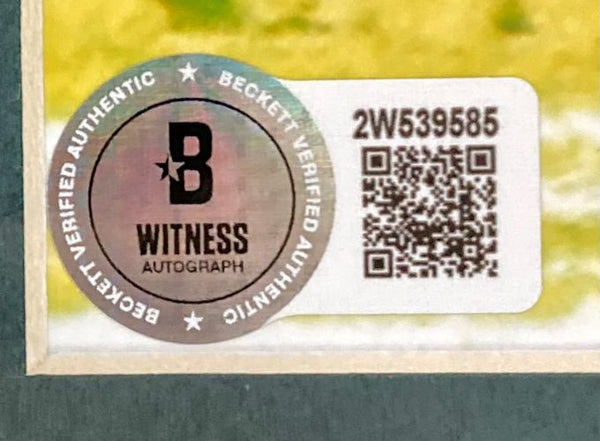 BECKETT VERIFIED AUTHENTIC ★ BECKETT VERIFIED AUTHENTIC ★
B
WITNESS
AUTOGRAPH
2W539585